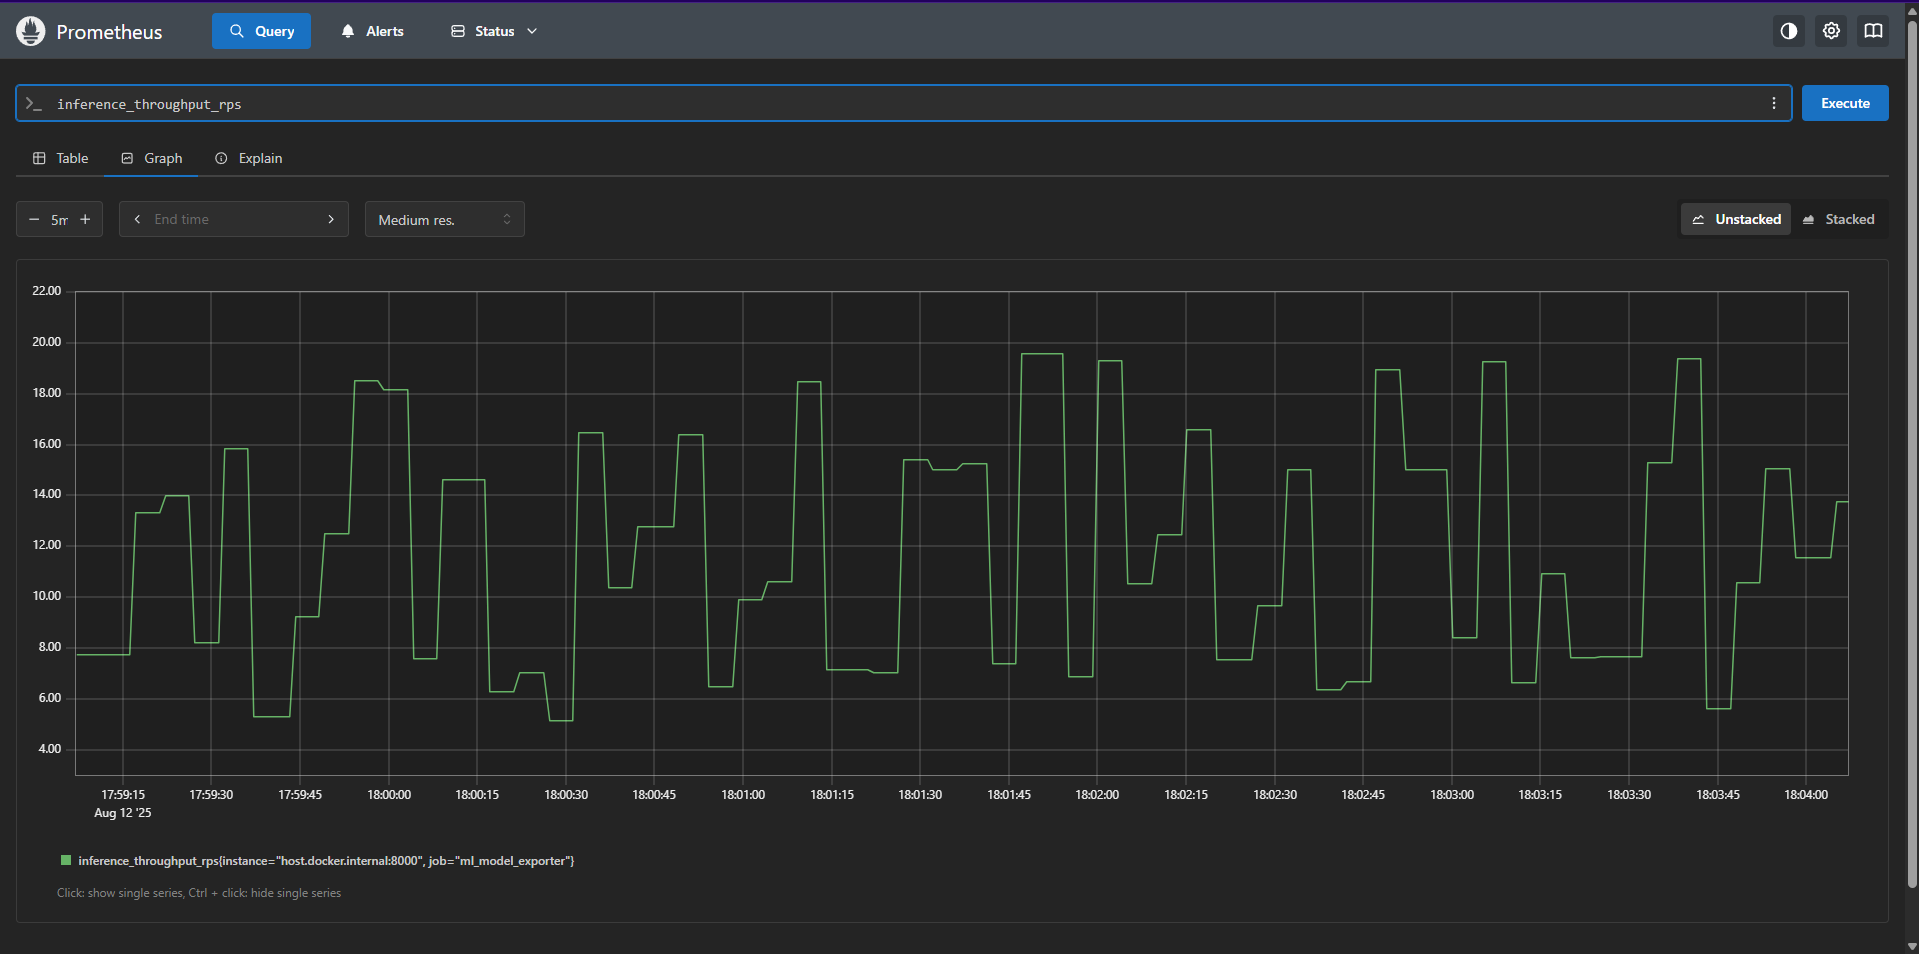 Prometheus Query Alerts Status
>_ inference_throughput_rps Execute
Table Graph Explain
5m End time Medium res. Unstacked Stacked
22.00
20.00
18.00
16.00
14.00
12.00
10.00
8.00
6.00
4.00
17:59:15 17:59:30 17:59:45 18:00:00 18:00:15 18:00:30 18:00:45 18:01:00 18:01:15 18:01:30 18:01:45 18:02:00 18:02:15 18:02:30 18:02:45 18:03:00 18:03:15 18:03:30 18:03:45 18:04:00
Aug 12 '25
inference_throughput_rps{instance="host.docker.internal:8000", job="ml_model_exporter"}
Click: show single series, Ctrl + click: hide single series